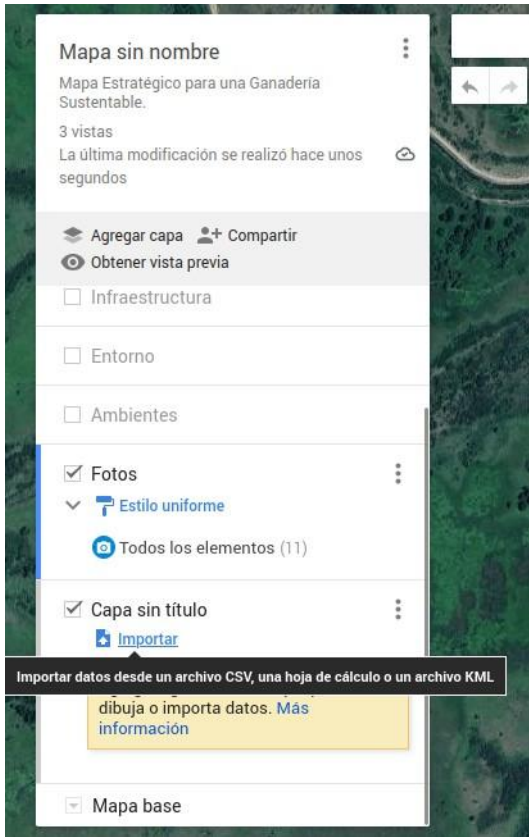 Mapa sin nombre
Mapa Estratégico para una Ganadería
Sustentable.
3 vistas
La última modificación se realizó hace unos
segundos
Agregar capa Compartir
Obtener vista previa
Infraestructura
Entorno
Ambientes
Fotos
Estilo uniforme
Todos los elementos (11)
Capa sin título
Importar
Importar datos desde un archivo CSV, una hoja de cálculo o un archivo KML
dibuja o importa datos. Más
información
Mapa base